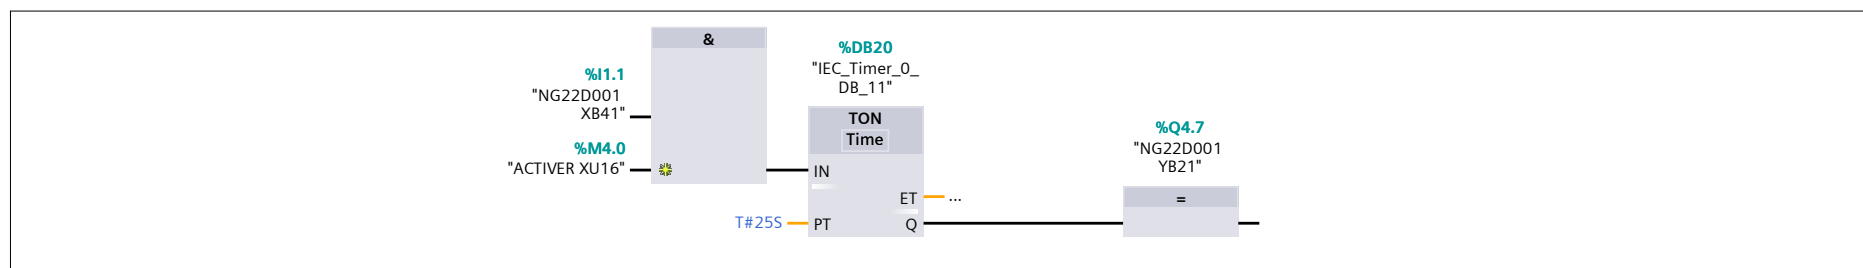 &
%I1.1
"NG22D001
XB41"
%M4.0
"ACTIVER XU16"
%DB20
"IEC_Timer_0_
DB_11"
TON
Time
IN
ET ...
T#25S PT Q
%Q4.7
"NG22D001
YB21"
=